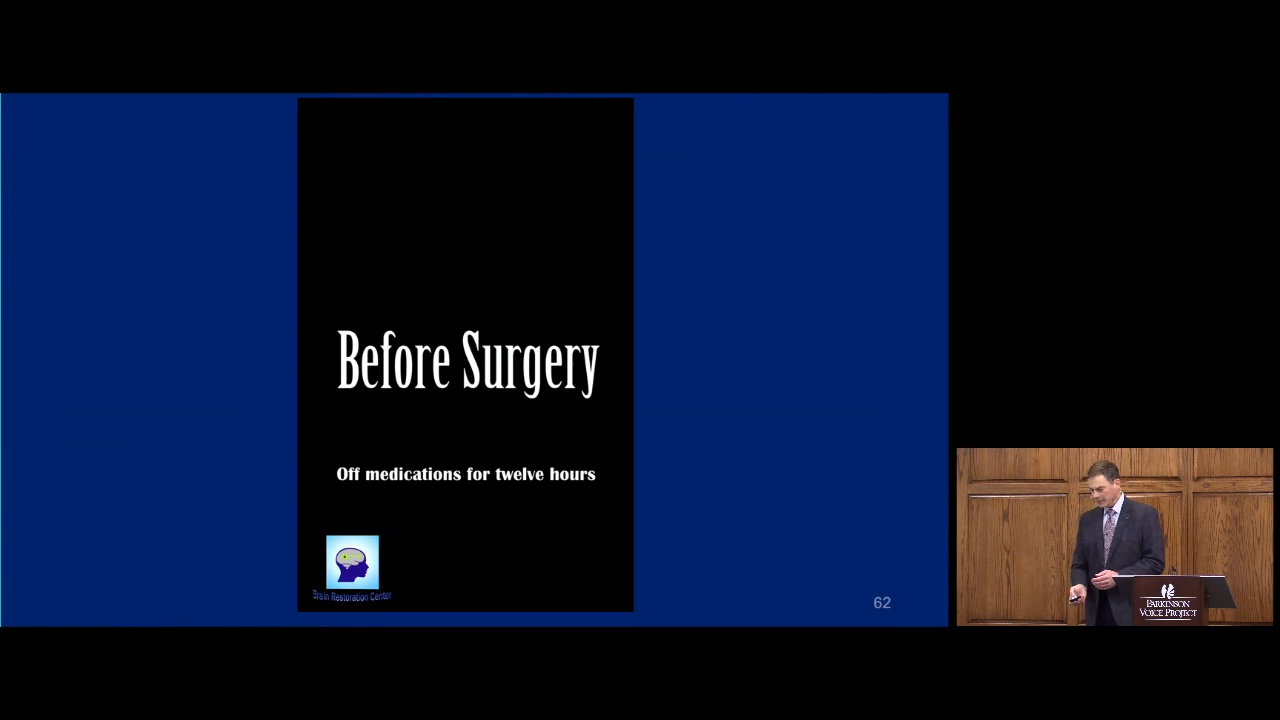 Before Surgery
Off medications for twelve hours
Brain Restoration Center
62
PARKINSON
VOICE PROJECT